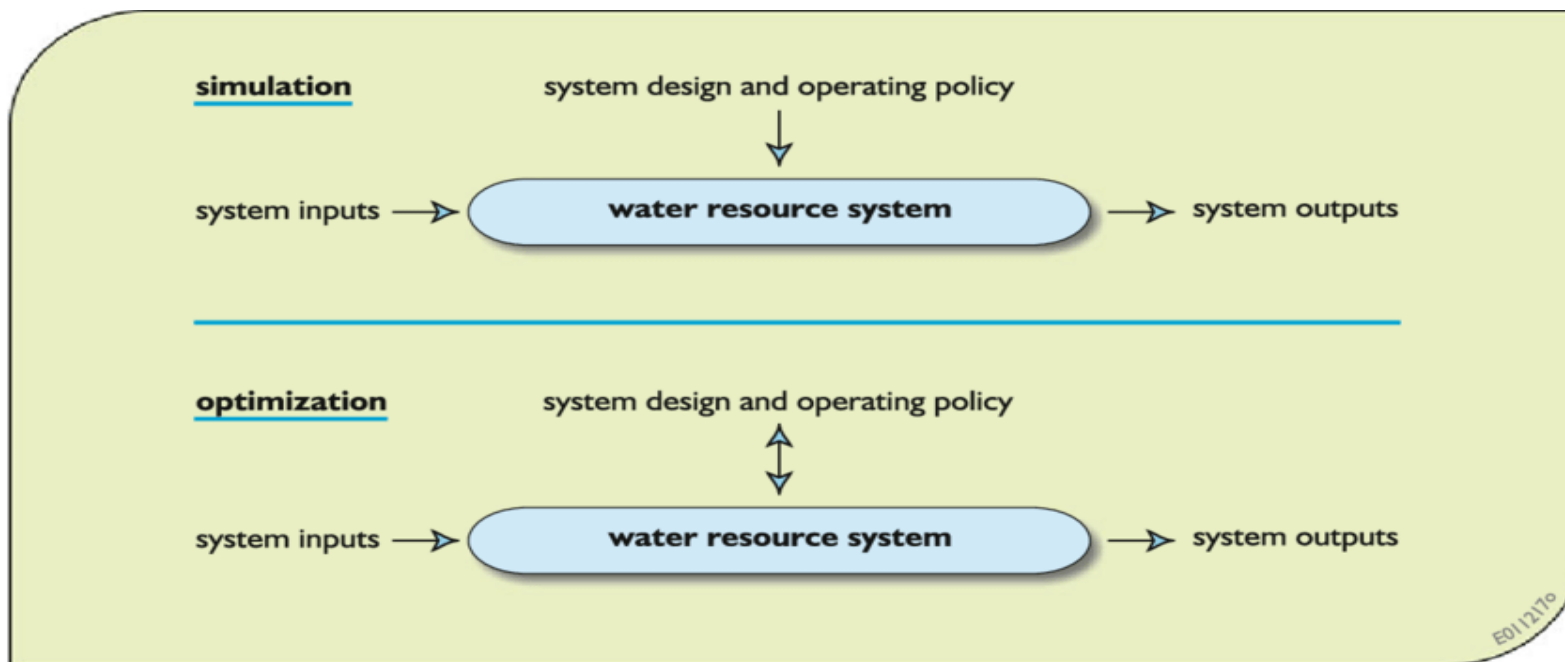 simulation
system design and operating policy
system inputs
water resource system
system outputs
optimization
system design and operating policy
system inputs
water resource system
system outputs
E011217o